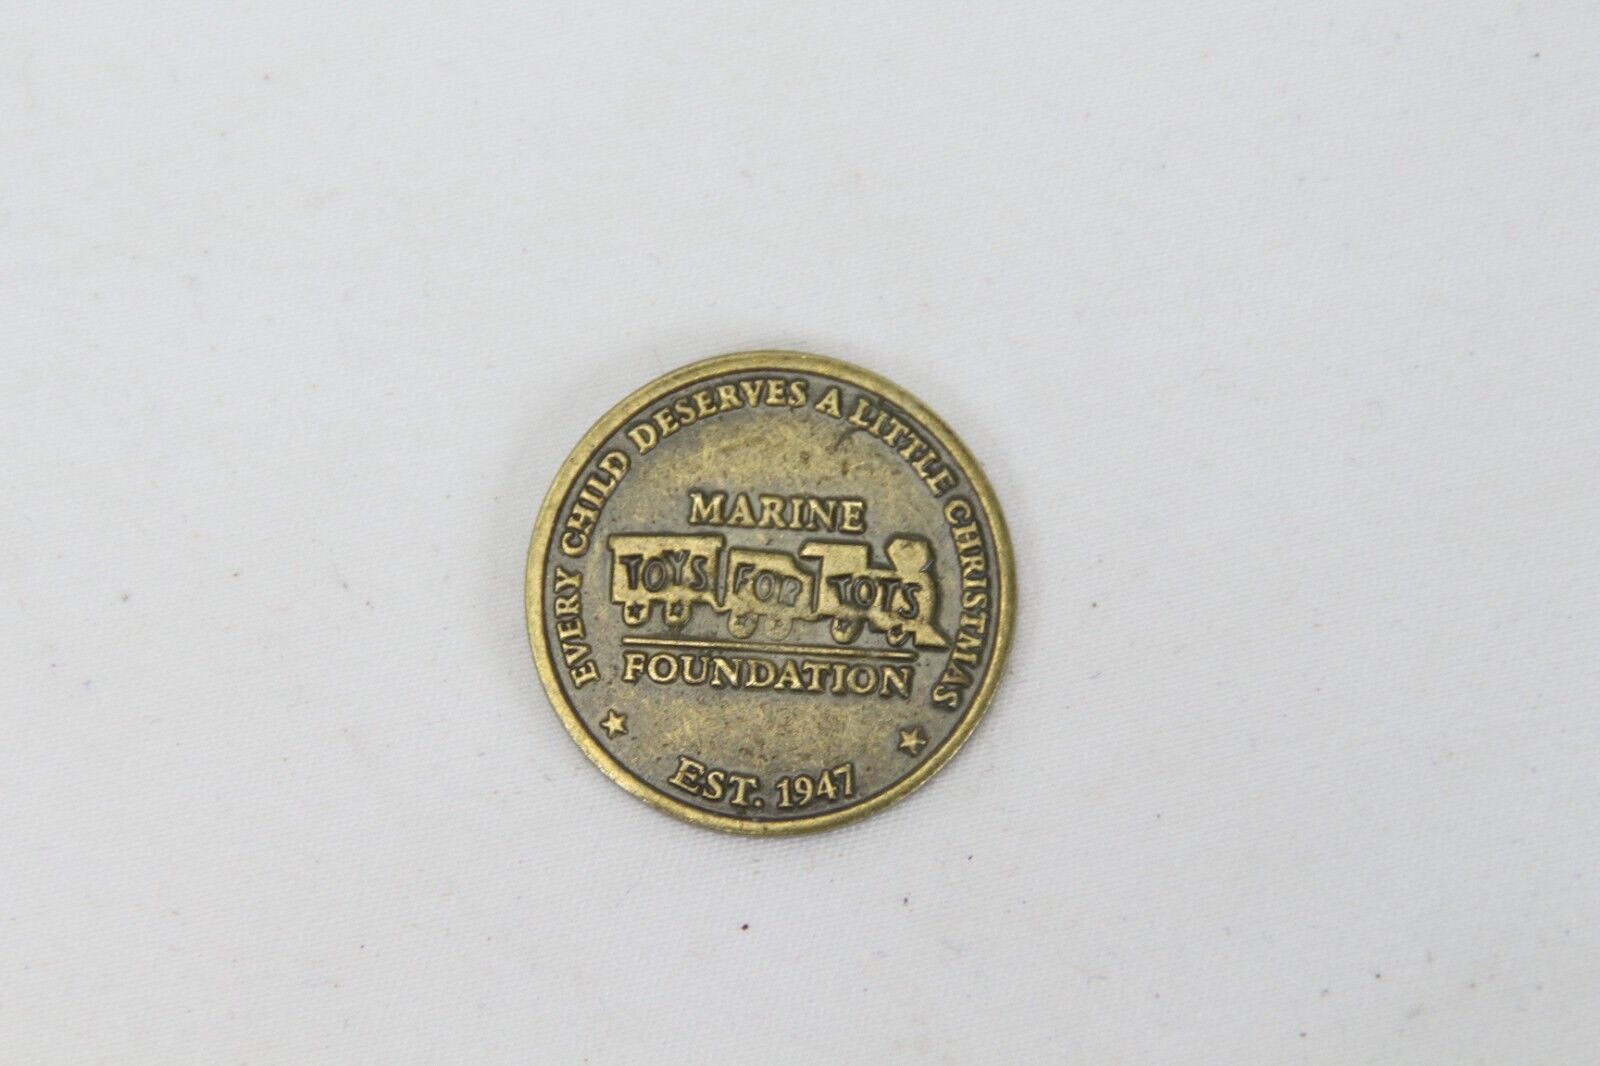 EVERY CHILD DESERVES A LITTLE CHRISTMAS
MARINE
TOYS FOR TOTS
FOUNDATION
EST. 1947